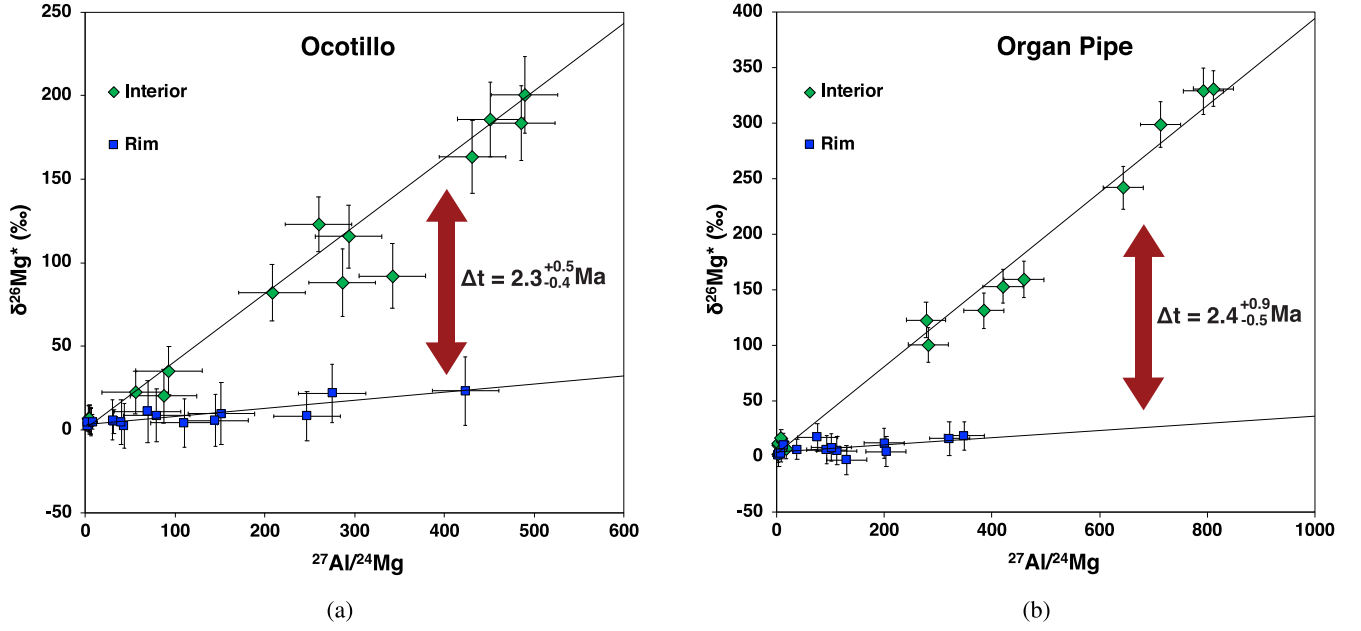 Ocotillo
Interior
Rim
250
200
150
100
50
0
-50
δ²⁶Mg* (‰)
0 100 200 300 400 500 600
²⁷Al/²⁴Mg
Δt = 2.3 +0.5 -0.4 Ma
(a)
Organ Pipe
Interior
Rim
400
350
300
250
200
150
100
50
0
-50
δ²⁶Mg* (‰)
0 200 400 600 800 1000
²⁷Al/²⁴Mg
Δt = 2.4 +0.9 -0.5 Ma
(b)